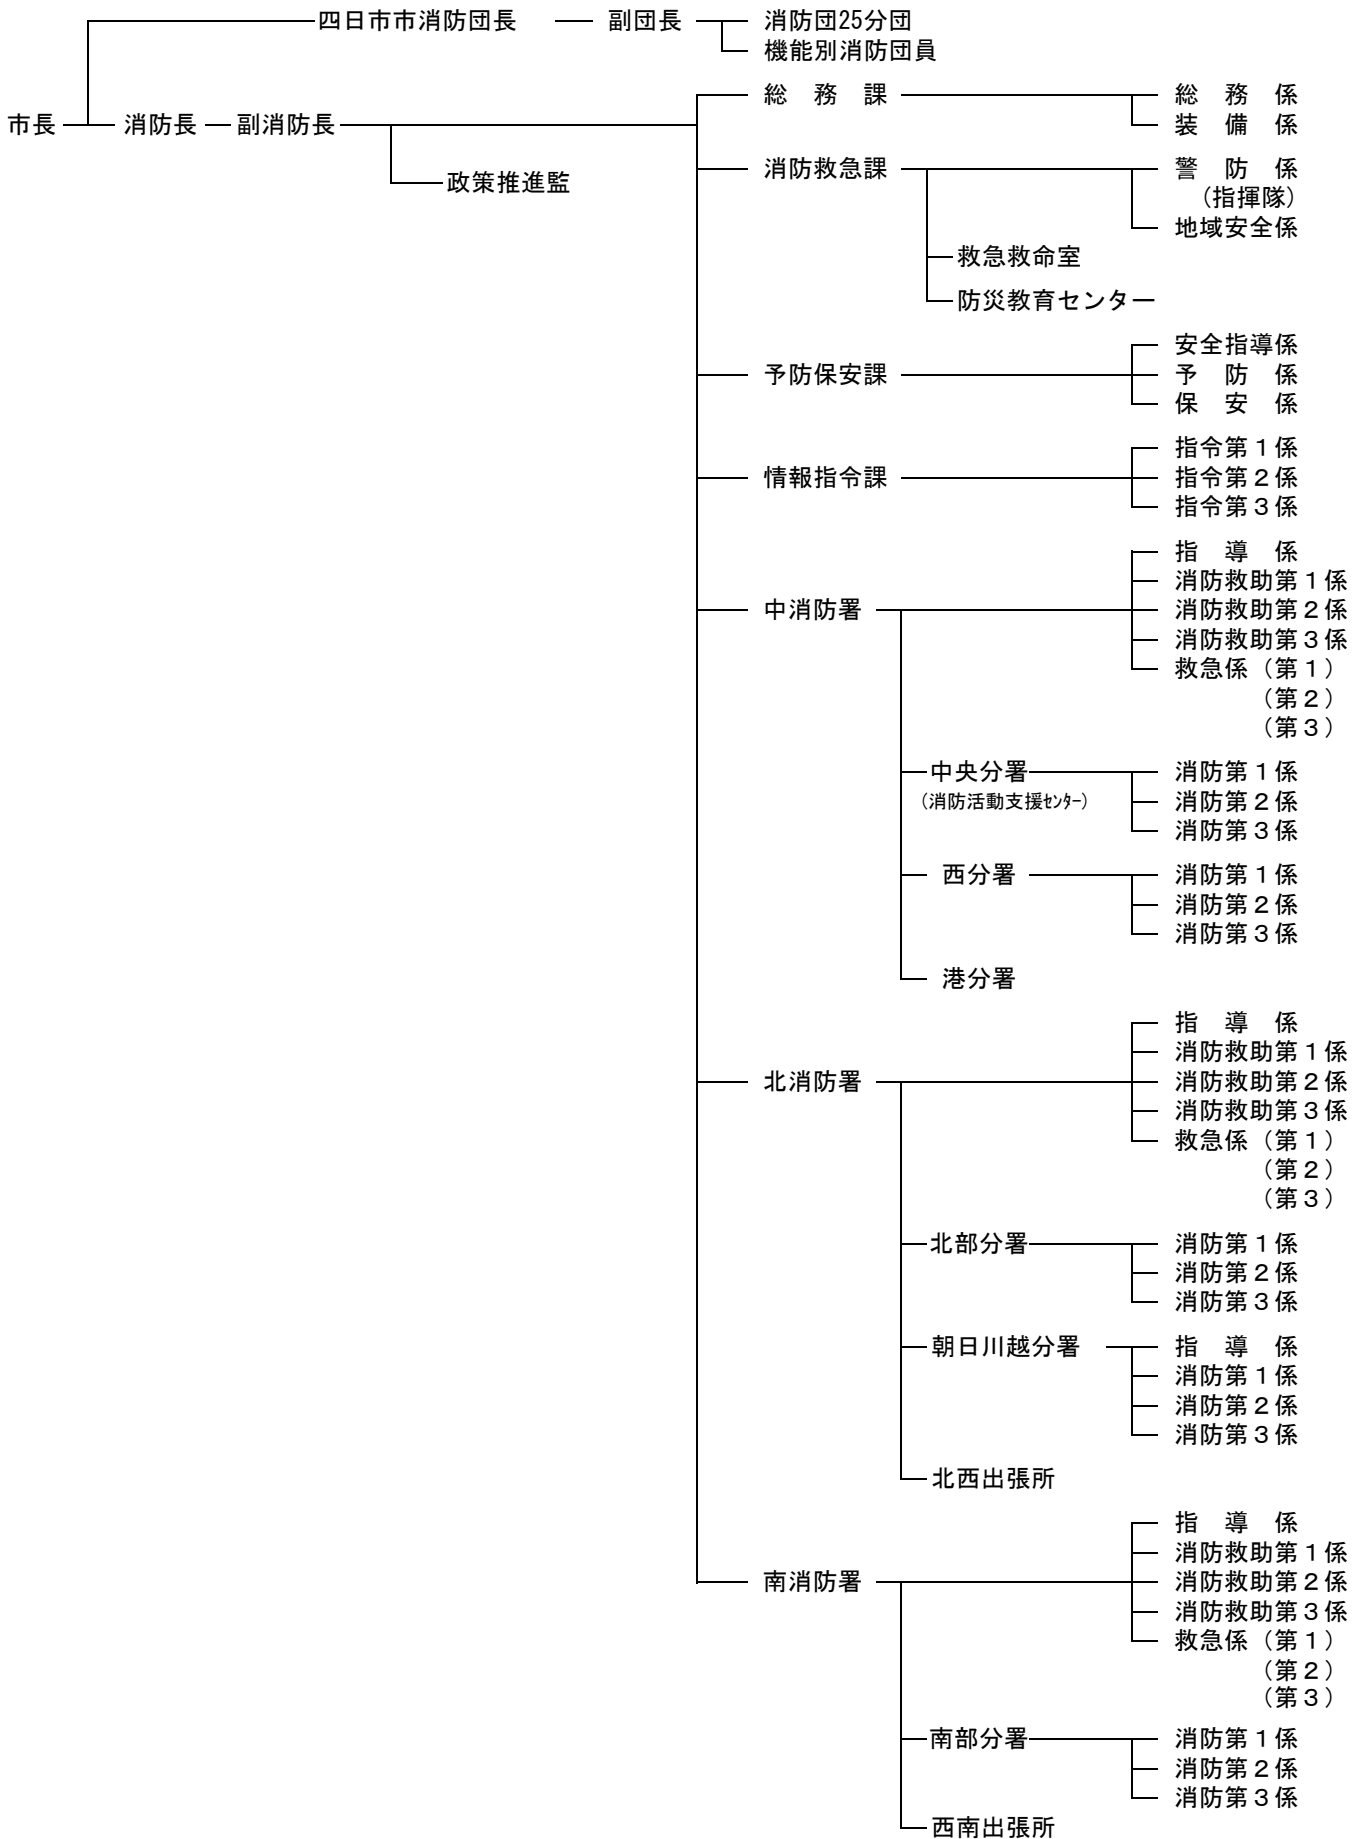 四日市市消防団長 副団長 消防団25分団
機能別消防団員
総　務　課 総　務　係
市長 消防長 副消防長 装　備　係
消防救急課 警　防　係
政策推進監
（指揮隊）
地域安全係
救急救命室
防災教育センター
安全指導係
予防保安課 予　防　係
保　安　係
指令第１係
情報指令課 指令第２係
指令第３係
指　導　係
消防救助第１係
中消防署 消防救助第２係
消防救助第３係
救急係（第１）
（第２）
（第３）
中央分署 消防第１係
（消防活動支援ｾﾝﾀｰ） 消防第２係
消防第３係
西分署 消防第１係
消防第２係
消防第３係
港分署
指　導　係
消防救助第１係
北消防署 消防救助第２係
消防救助第３係
救急係（第１）
（第２）
（第３）
北部分署 消防第１係
消防第２係
消防第３係
朝日川越分署 指　導　係
消防第１係
消防第２係
消防第３係
北西出張所
指　導　係
消防救助第１係
南消防署 消防救助第２係
消防救助第３係
救急係（第１）
（第２）
（第３）
南部分署 消防第１係
消防第２係
消防第３係
西南出張所